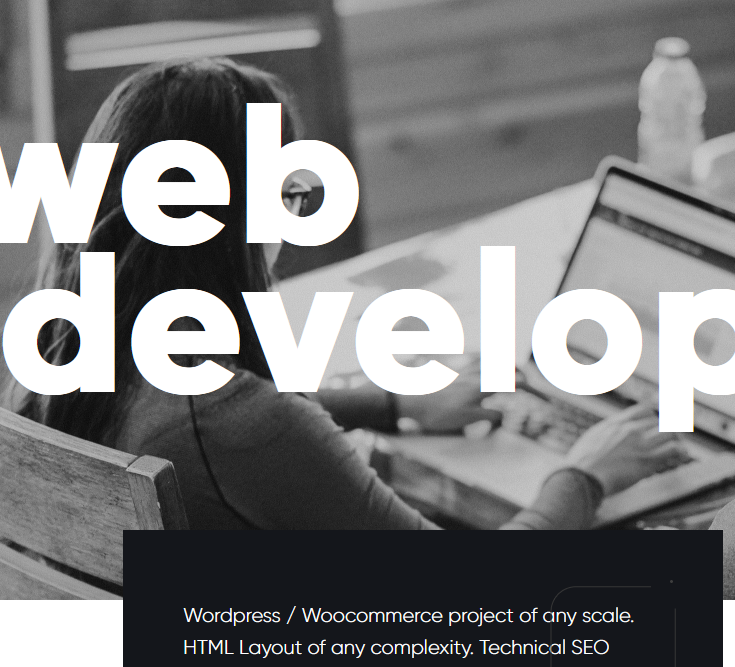 web
develop
Wordpress / Woocommerce project of any scale.
HTML Layout of any complexity. Technical SEO